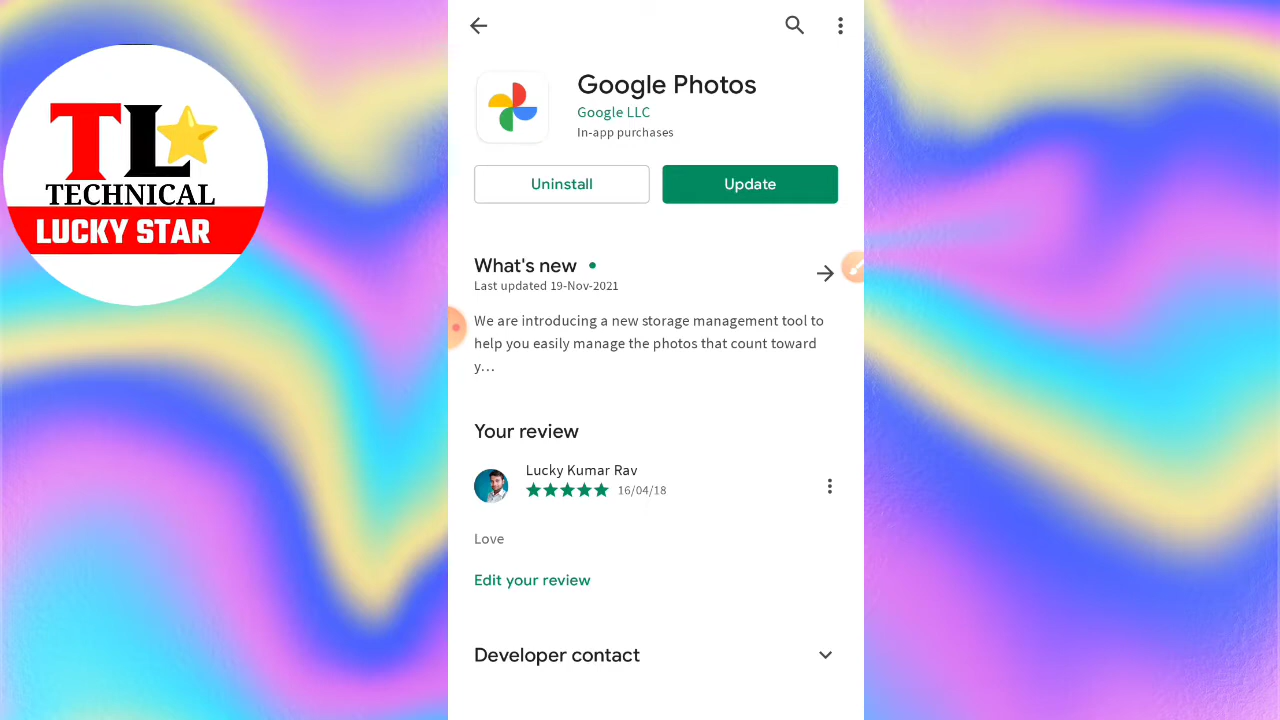 TL
TECHNICAL
LUCKY STAR
Google Photos
Google LLC
In-app purchases
Uninstall
Update
What's new
Last updated 19-Nov-2021
We are introducing a new storage management tool to
help you easily manage the photos that count toward
y...
Your review
Lucky Kumar Rav
16/04/18
Love
Edit your review
Developer contact